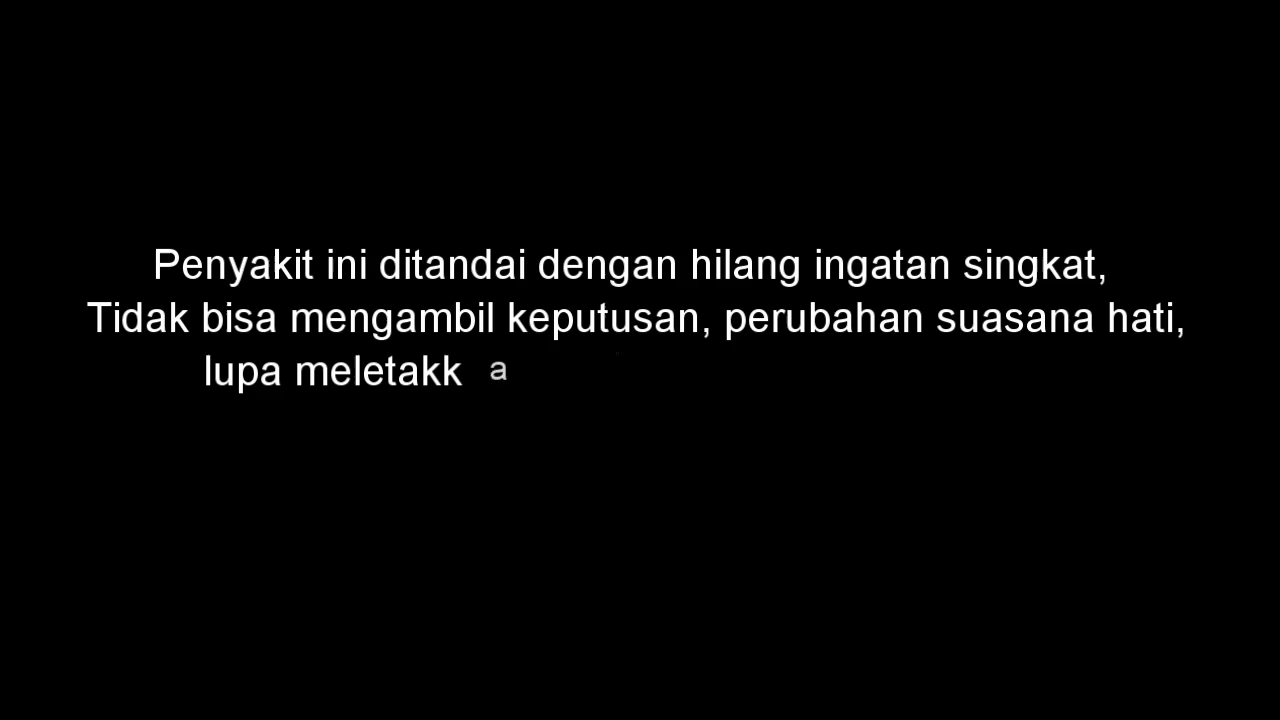 Penyakit ini ditandai dengan hilang ingatan singkat,
Tidak bisa mengambil keputusan, perubahan suasana hati,
lupa meletakk a